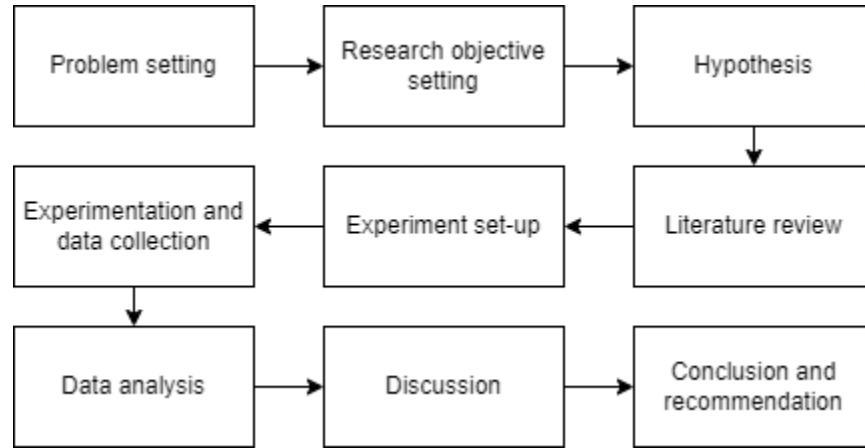 Problem setting
Research objective
setting
Hypothesis
Literature review
Experiment set-up
Experimentation and
data collection
Data analysis
Discussion
Conclusion and
recommendation